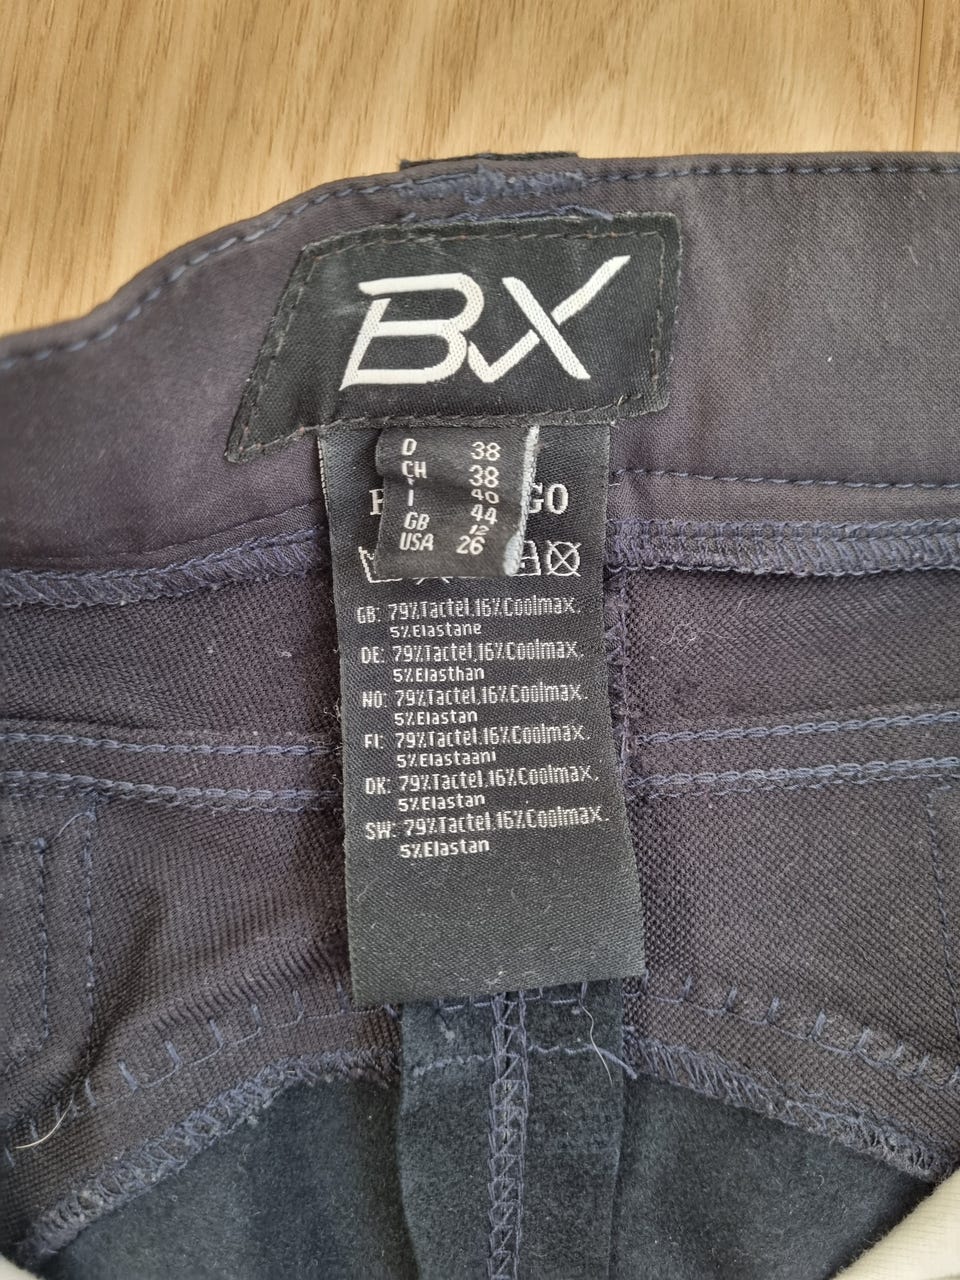 BX
D 38
CH 38
I 40
GB 44
USA 12
26
GO
GB: 79%Tactel,16%Coolmax,
5%Elastane
DE: 79%Tactel,16%Coolmax,
5%Elasthan
NO: 79%Tactel,16%Coolmax,
5%Elastan
FI: 79%Tactel,16%Coolmax,
5%Elastaani
DK: 79%Tactel,16%Coolmax,
5%Elastan
SW: 79%Tactel,16%Coolmax,
5%Elastan